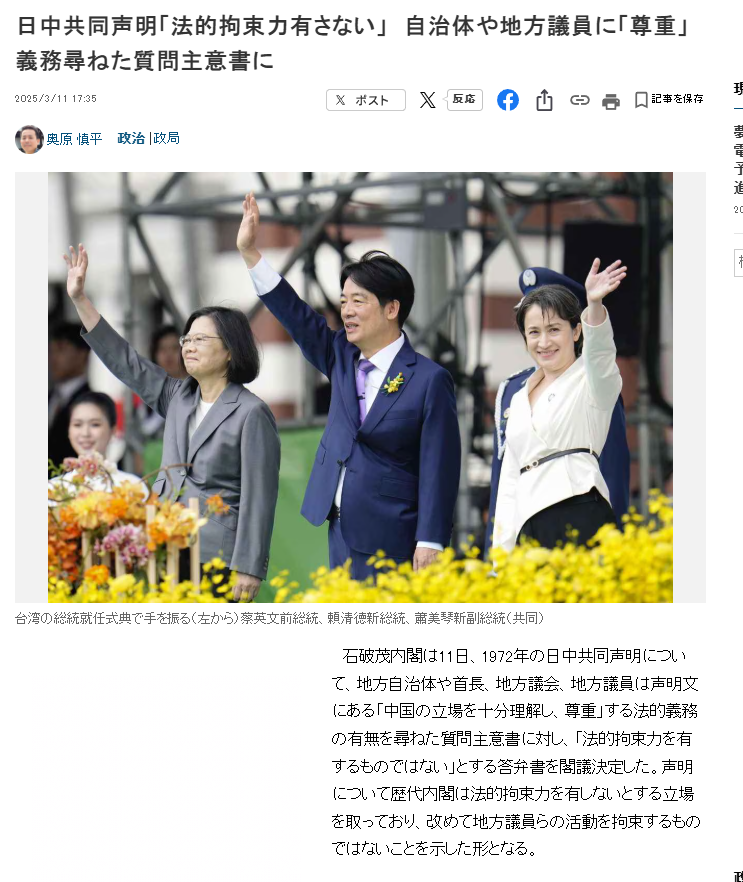 日中共同声明「法的拘束力有さない」 自治体や地方議員に「尊重」
義務尋ねた質問主意書に
2025/3/11 17:35
ポスト
反応
記事を保存
奥原 慎平 政治 | 政局
台湾の総統就任式典で手を振る（左から）蔡英文前総統、頼清徳新総統、蕭美琴新副総統（共同）
石破茂内閣は11日、1972年の日中共同声明につい
て、地方自治体や首長、地方議会、地方議員は声明文
にある「中国の立場を十分理解し、尊重」する法的義務
の有無を尋ねた質問主意書に対し、「法的拘束力を有
するものではない」とする答弁書を閣議決定した。声明
について歴代内閣は法的拘束力を有しないとする立場
を取っており、改めて地方議員らの活動を拘束するもの
ではないことを示した形となる。